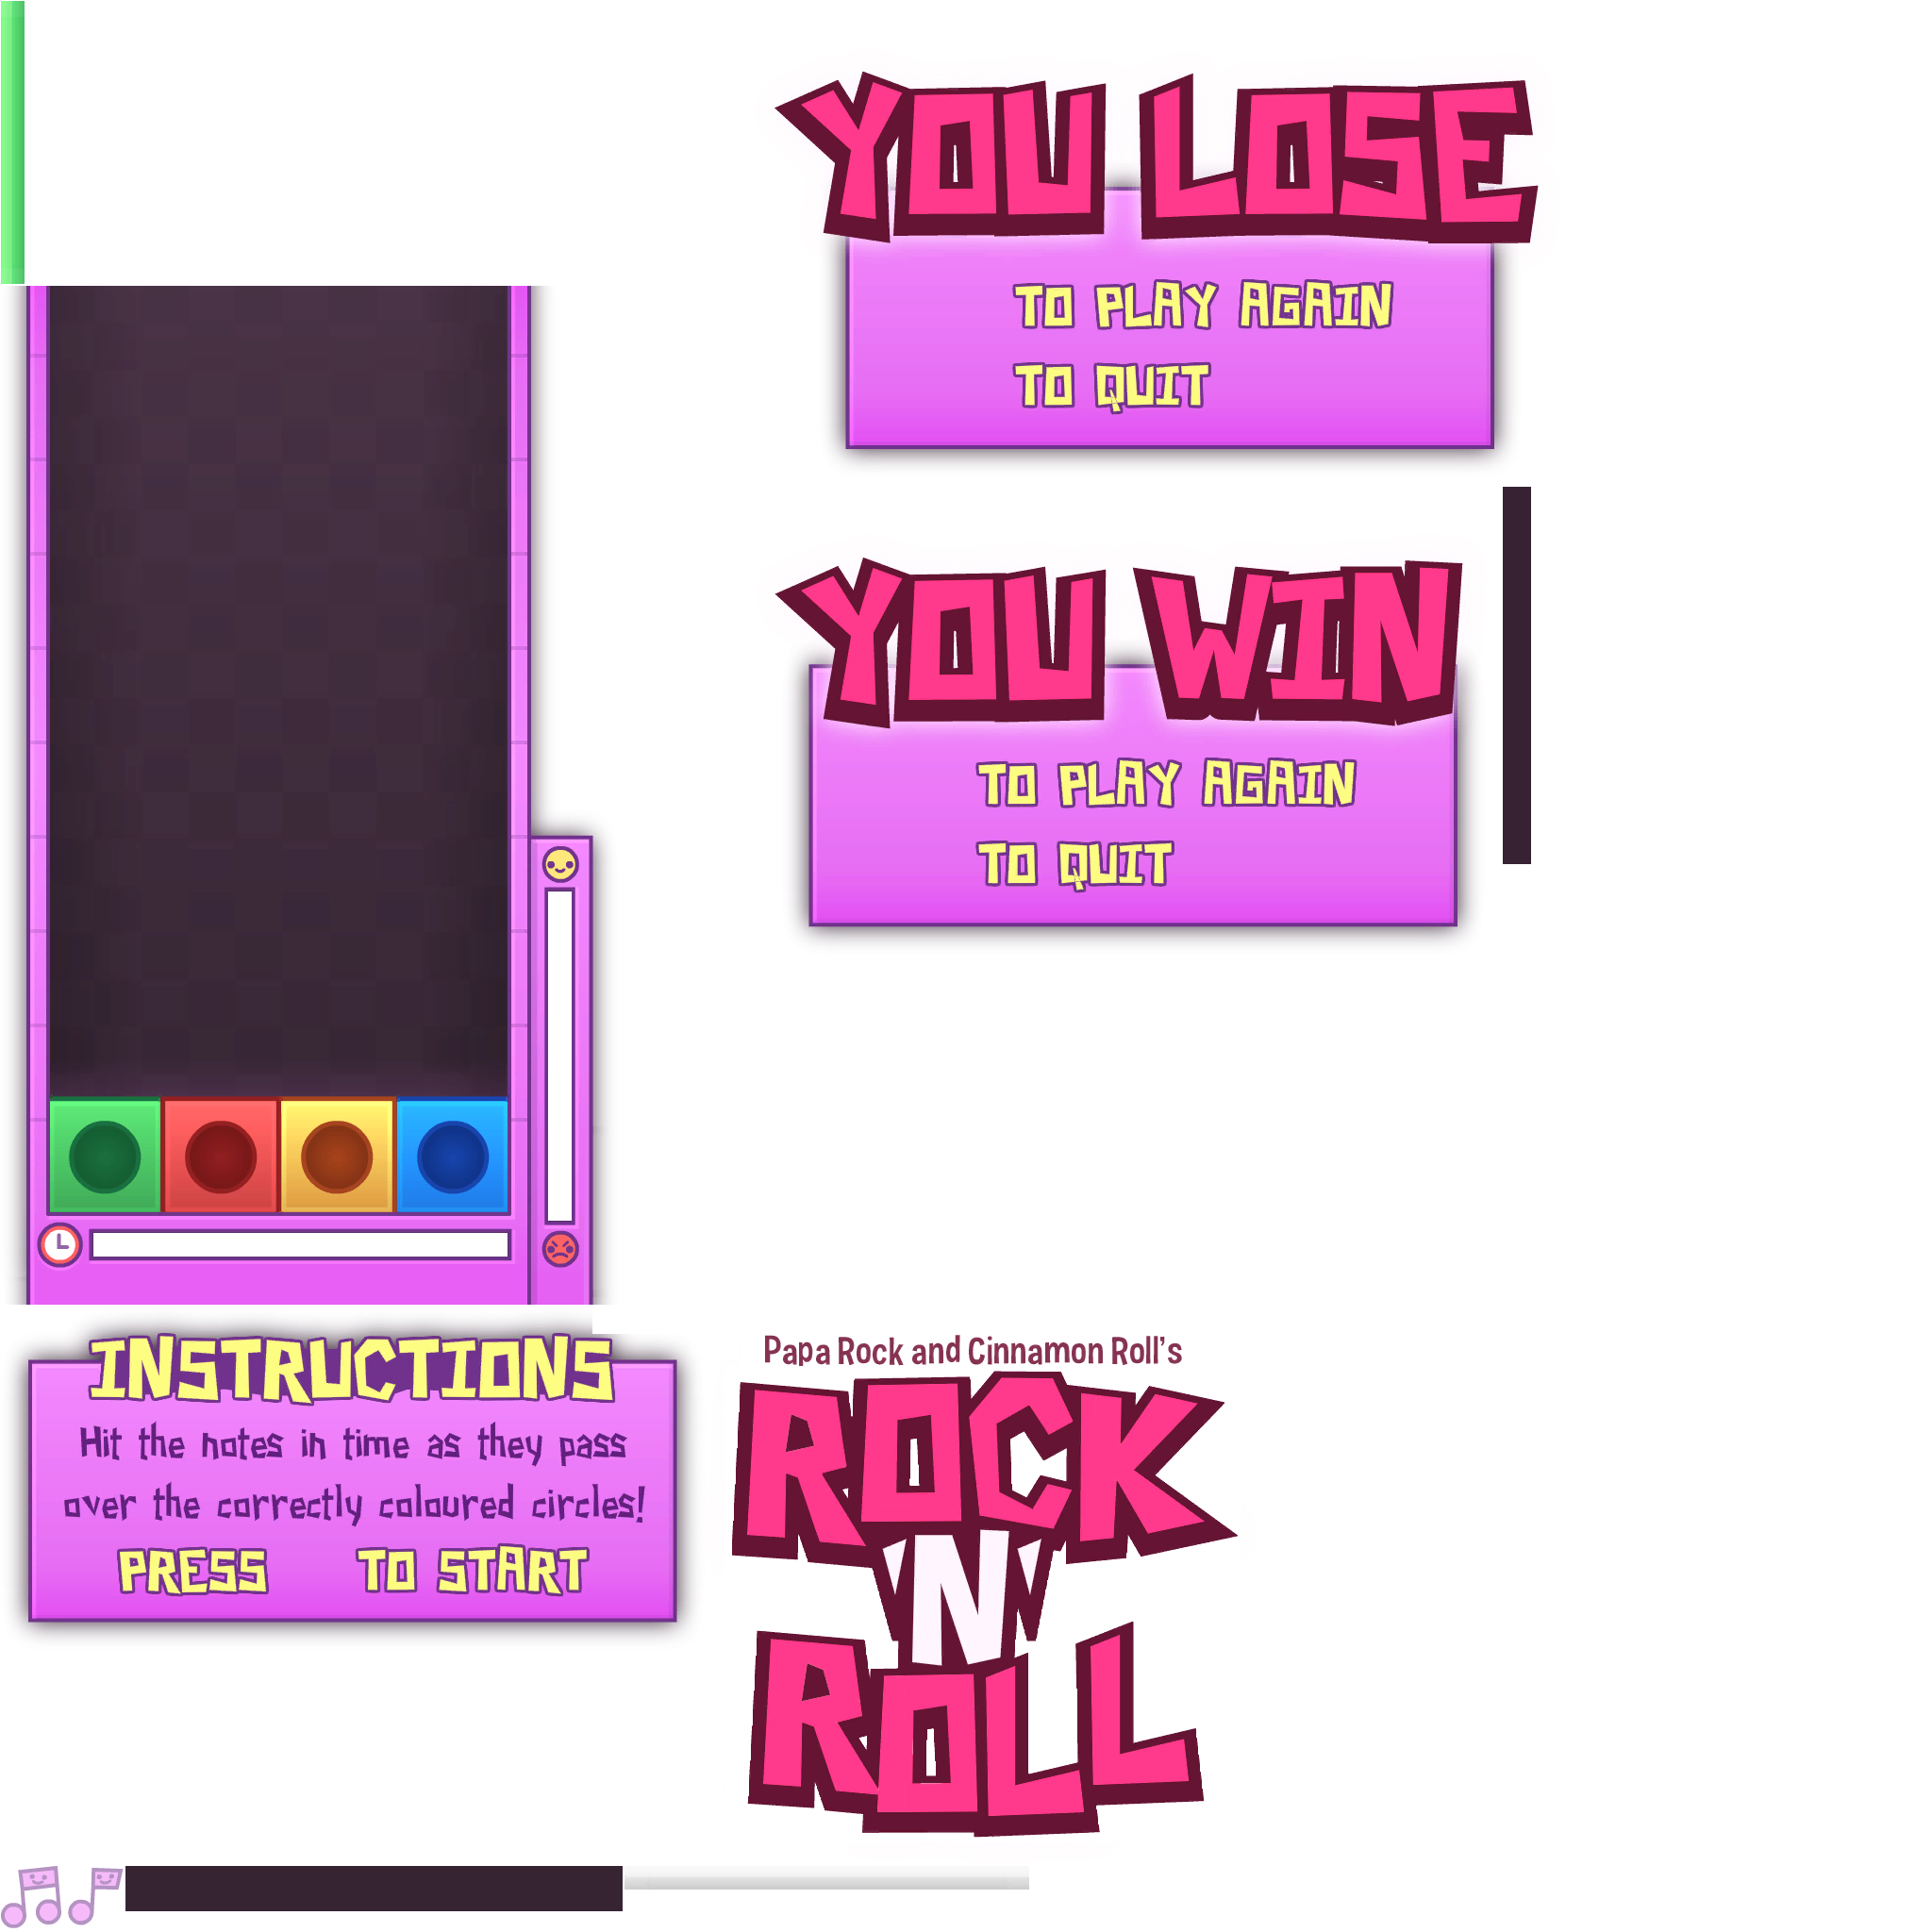 YOU LOSE
TO PLAY AGAIN
TO QUIT
YOU WIN
TO PLAY AGAIN
TO QUIT
INSTRUCTIONS
Hit the notes in time as they pass
over the correctly coloured circles!
PRESS TO START
Papa Rock and Cinnamon Roll's
ROCK
'N'
ROLL